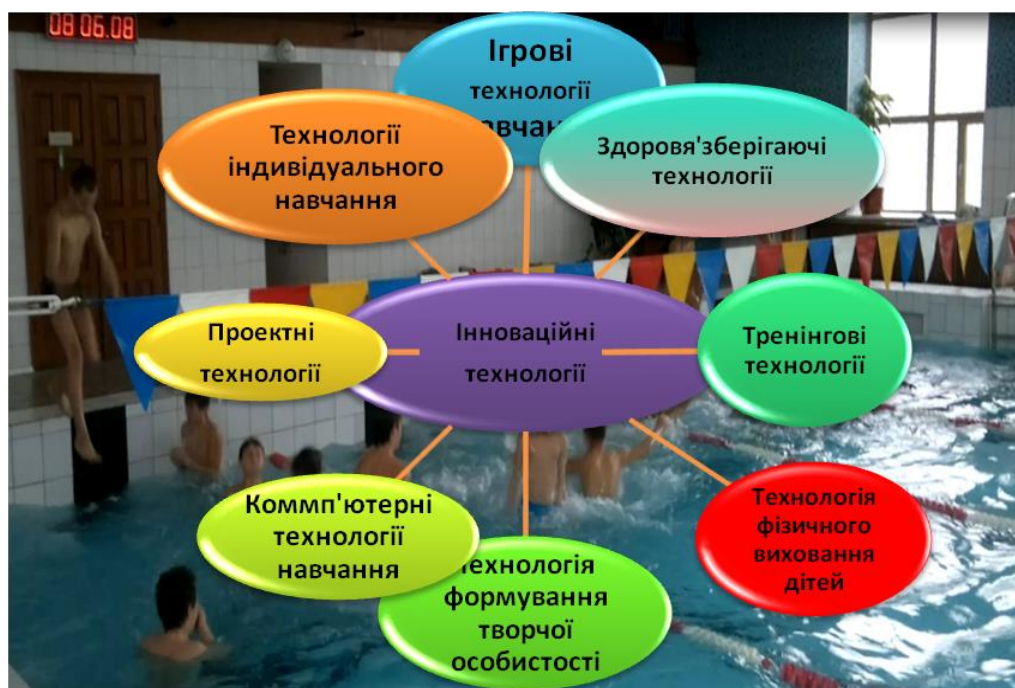 08 06.08
Ігрові
технології
Технології
індивідуального
навчання
Здоровя'зберігаючі
технології
Проектні
технології
Інноваційні
технології
Тренінгові
технології
Коммп'ютерні
технології
навчання
Технологія
фізичного
виховання
дітей
технологія
формування
творчої
особистості